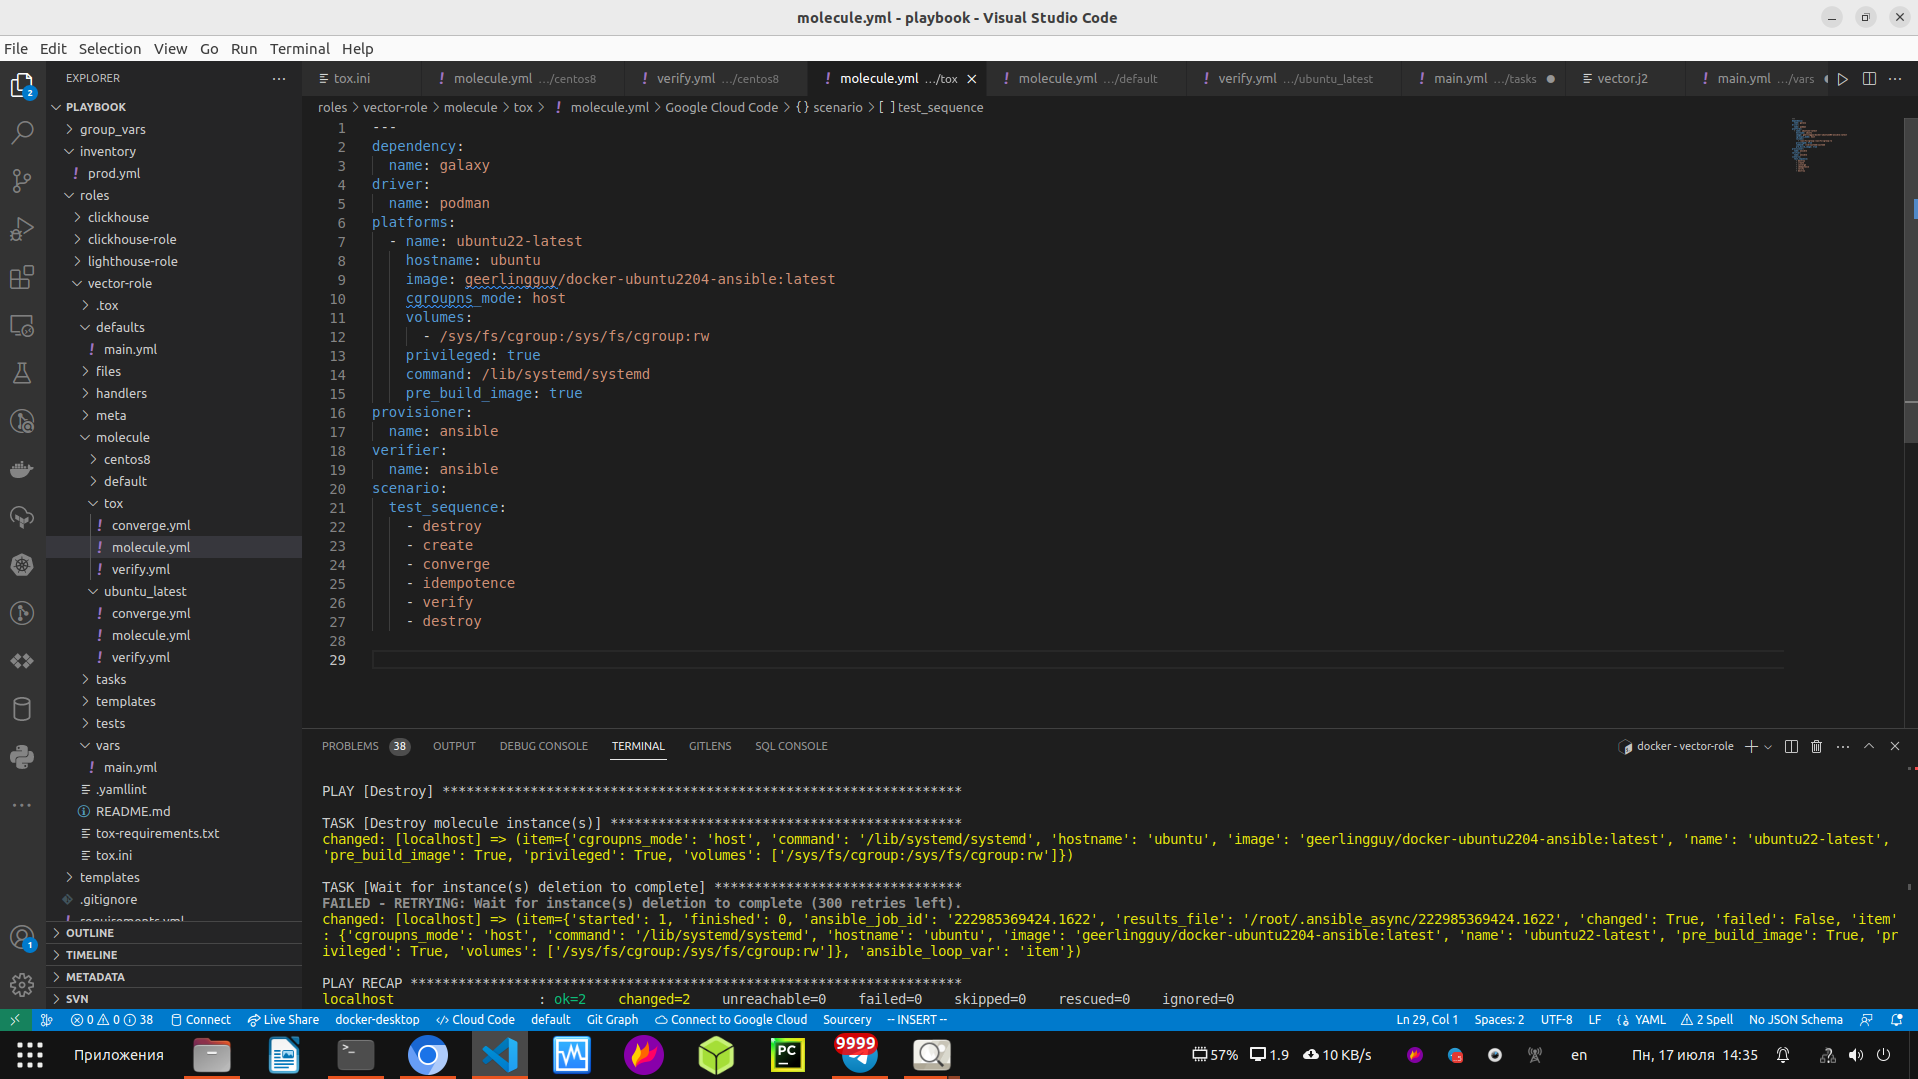 molecule.yml - playbook - Visual Studio Code
File Edit Selection View Go Run Terminal Help
EXPLORER
tox.ini
molecule.yml .../centos8
verify.yml .../centos8
molecule.yml .../tox
molecule.yml .../default
verify.yml .../ubuntu_latest
main.yml .../tasks
vector.j2
main.yml .../vars
roles > vector-role > molecule > tox > ! molecule.yml > Google Cloud Code > {} scenario > [ ] test_sequence
PLAYBOOK
group_vars
inventory
prod.yml
roles
clickhouse
clickhouse-role
lighthouse-role
vector-role
.tox
defaults
main.yml
files
handlers
meta
molecule
centos8
default
tox
converge.yml
molecule.yml
verify.yml
ubuntu_latest
converge.yml
molecule.yml
verify.yml
tasks
templates
tests
vars
main.yml
.yamllint
README.md
tox-requirements.txt
tox.ini
templates
.gitignore
requirements.yml
OUTLINE
TIMELINE
METADATA
SVN
1 ---
2 dependency:
3 name: galaxy
4 driver:
5 name: podman
6 platforms:
7 - name: ubuntu22-latest
8 hostname: ubuntu
9 image: geerlingguy/docker-ubuntu2204-ansible:latest
10 cgroupns_mode: host
11 volumes:
12 - /sys/fs/cgroup:/sys/fs/cgroup:rw
13 privileged: true
14 command: /lib/systemd/systemd
15 pre_build_image: true
16 provisioner:
17 name: ansible
18 verifier:
19 name: ansible
20 scenario:
21 test_sequence:
22 - destroy
23 - create
24 - converge
25 - idempotence
26 - verify
27 - destroy
28
29
PROBLEMS 38 OUTPUT DEBUG CONSOLE TERMINAL GITLENS SQL CONSOLE
docker - vector-role
PLAY [Destroy] *****************************************************************
TASK [Destroy molecule instance(s)] ********************************************
changed: [localhost] => (item={'cgroupns_mode': 'host', 'command': '/lib/systemd/systemd', 'hostname': 'ubuntu', 'image': 'geerlingguy/docker-ubuntu2204-ansible:latest', 'name': 'ubuntu22-latest',
'pre_build_image': True, 'privileged': True, 'volumes': ['/sys/fs/cgroup:/sys/fs/cgroup:rw']})
TASK [Wait for instance(s) deletion to complete] *******************************
FAILED - RETRYING: Wait for instance(s) deletion to complete (300 retries left).
changed: [localhost] => (item={'started': 1, 'finished': 0, 'ansible_job_id': '222985369424.1622', 'results_file': '/root/.ansible_async/222985369424.1622', 'changed': True, 'failed': False, 'item'
: {'cgroupns_mode': 'host', 'command': '/lib/systemd/systemd', 'hostname': 'ubuntu', 'image': 'geerlingguy/docker-ubuntu2204-ansible:latest', 'name': 'ubuntu22-latest', 'pre_build_image': True, 'pr
ivileged': True, 'volumes': ['/sys/fs/cgroup:/sys/fs/cgroup:rw']}, 'ansible_loop_var': 'item'})
PLAY RECAP *********************************************************************
localhost : ok=2 changed=2 unreachable=0 failed=0 skipped=0 rescued=0 ignored=0
0 0 38 Connect Live Share docker-desktop Cloud Code default Git Graph Connect to Google Cloud Sourcery -- INSERT --
Ln 29, Col 1 Spaces: 2 UTF-8 LF YAML 2 Spell No JSON Schema
Приложения
PC
9999
57% 1.9 10 KB/s
en
Пн, 17 июля 14:35